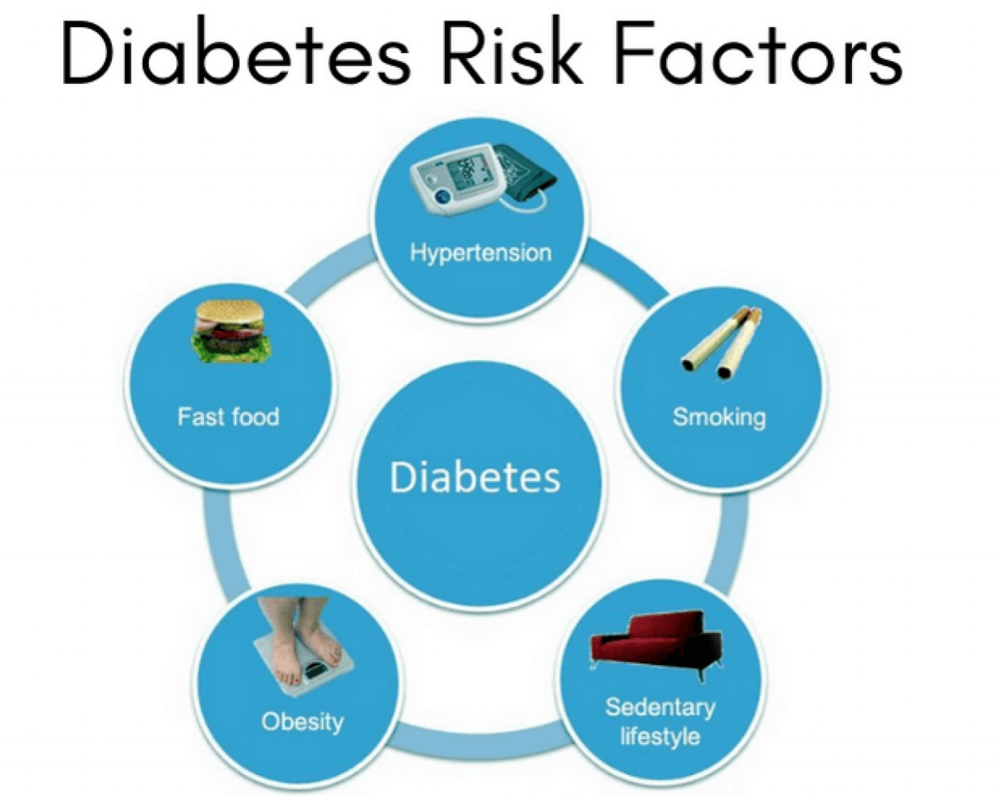 Diabetes Risk Factors
Hypertension
Fast food
Smoking
Diabetes
Obesity
Sedentary
lifestyle